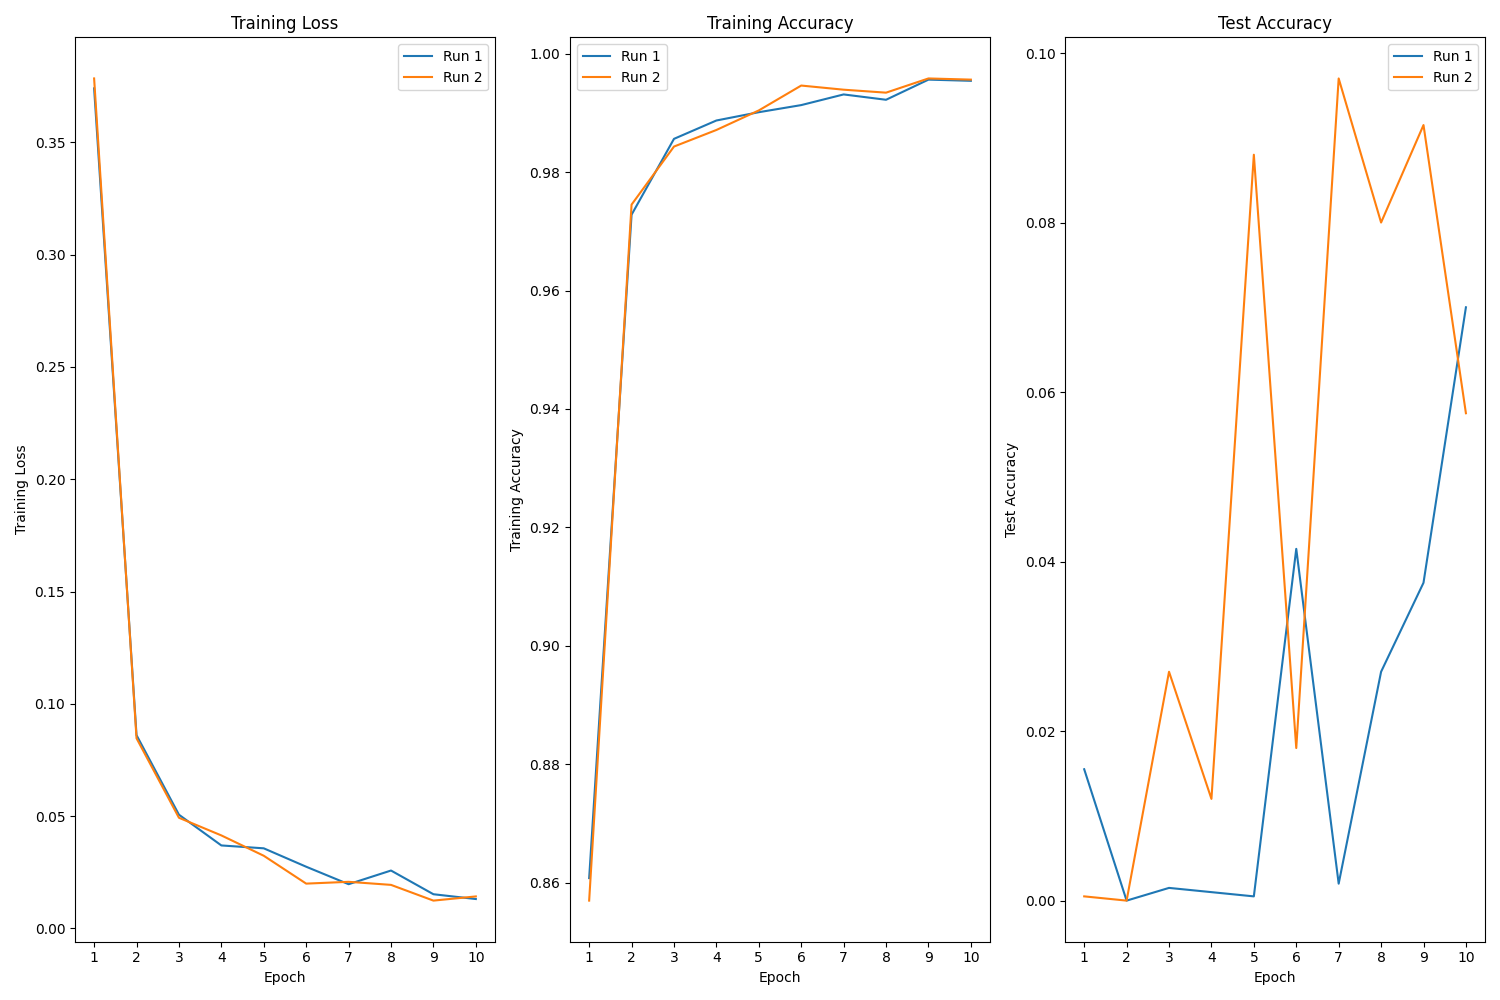 Training Loss
Run 1
Run 2
0.35
0.30
0.25
0.20
0.15
0.10
0.05
0.00
Training Loss
1 2 3 4 5 6 7 8 9 10
Epoch
Training Accuracy
Run 1
Run 2
1.00
0.98
0.96
0.94
0.92
0.90
0.88
0.86
Training Accuracy
1 2 3 4 5 6 7 8 9 10
Epoch
Test Accuracy
Run 1
Run 2
0.10
0.08
0.06
0.04
0.02
0.00
Test Accuracy
1 2 3 4 5 6 7 8 9 10
Epoch